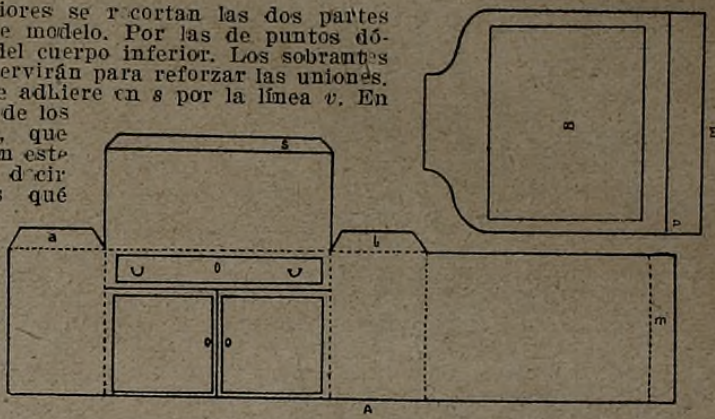 iores se r cortan las dos partes
e modelo. Por las de puntos dó-
del cuerpo inferior. Los sobrantes
ervirán para reforzar las uniones.
e adhiere en s por la línea v. En
de los
, que
n este
d cir
s qué
s
a
b
m
A
B
v